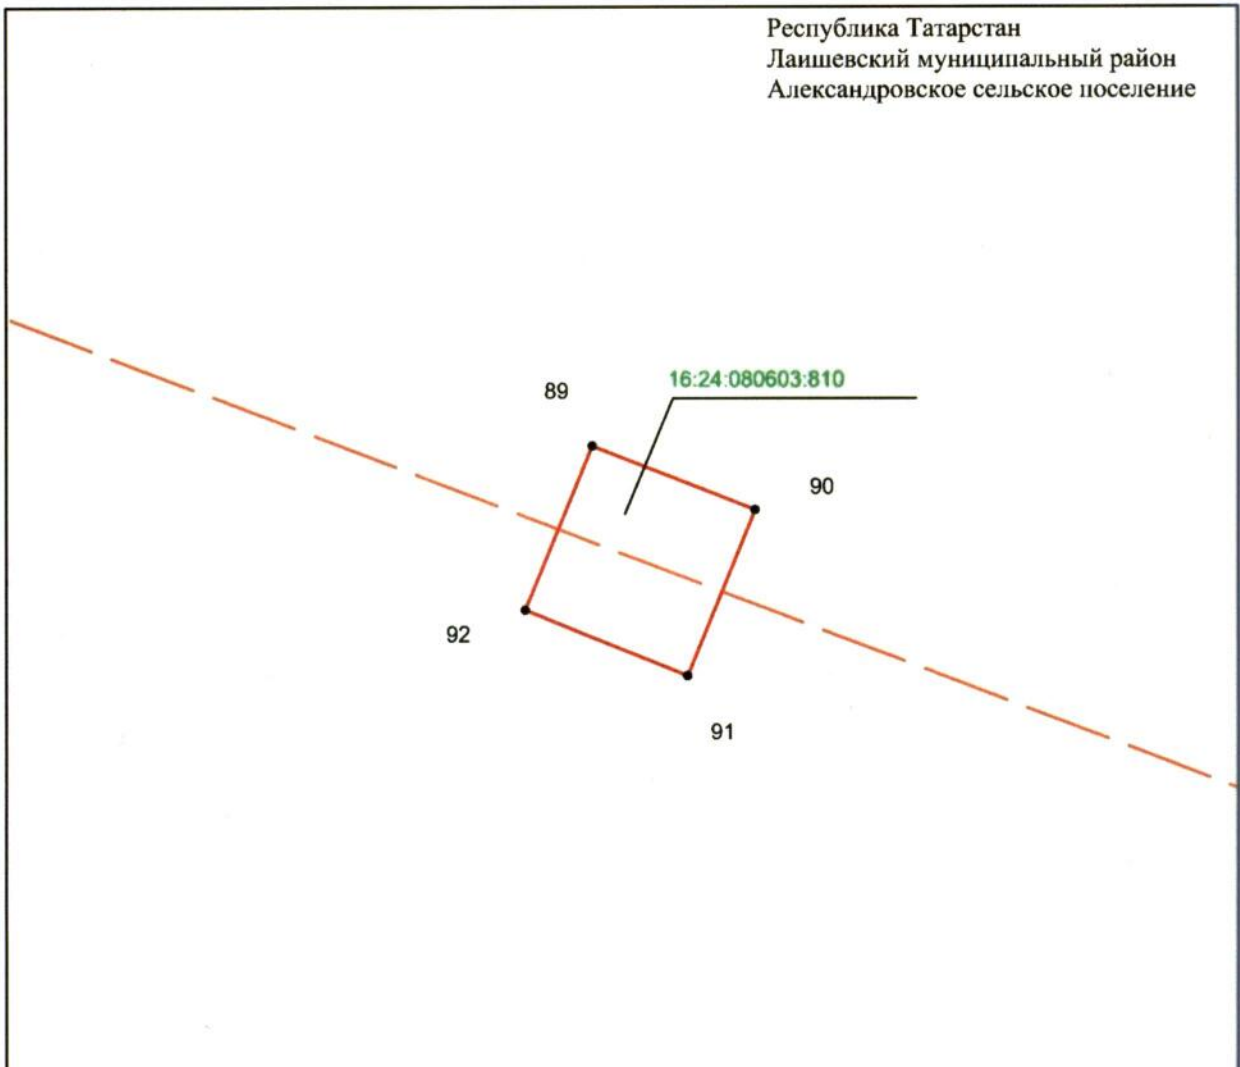 Республика Татарстан
Лаишевский муниципальный район
Александровское сельское поселение
16:24:080603:810
89
90
92
91